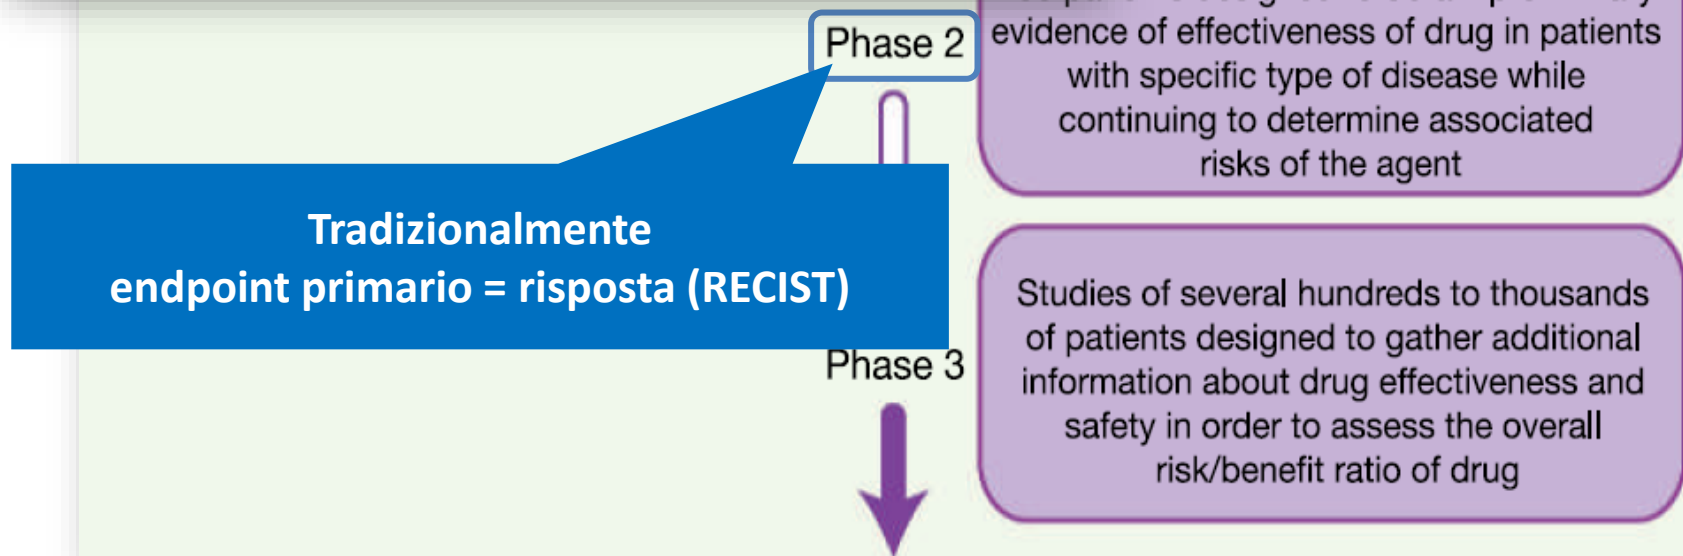 Phase 2
evidence of effectiveness of drug in patients
with specific type of disease while
continuing to determine associated
risks of the agent
Tradizionalmente
endpoint primario = risposta (RECIST)
Phase 3
Studies of several hundreds to thousands
of patients designed to gather additional
information about drug effectiveness and
safety in order to assess the overall
risk/benefit ratio of drug